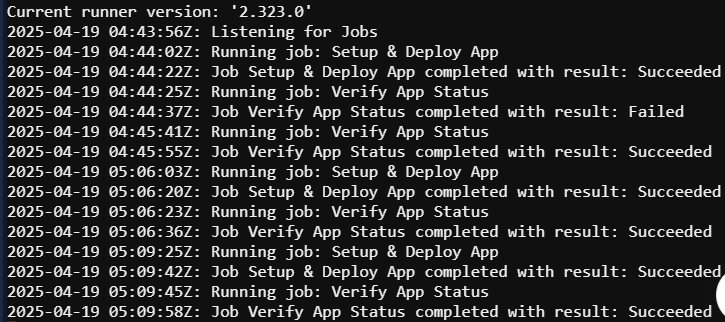 Current runner version: '2.323.0'
2025-04-19 04:43:56Z: Listening for Jobs
2025-04-19 04:44:02Z: Running job: Setup & Deploy App
2025-04-19 04:44:22Z: Job Setup & Deploy App completed with result: Succeeded
2025-04-19 04:44:25Z: Running job: Verify App Status
2025-04-19 04:44:37Z: Job Verify App Status completed with result: Failed
2025-04-19 04:45:41Z: Running job: Verify App Status
2025-04-19 04:45:55Z: Job Verify App Status completed with result: Succeeded
2025-04-19 05:06:03Z: Running job: Setup & Deploy App
2025-04-19 05:06:20Z: Job Setup & Deploy App completed with result: Succeeded
2025-04-19 05:06:23Z: Running job: Verify App Status
2025-04-19 05:06:36Z: Job Verify App Status completed with result: Succeeded
2025-04-19 05:09:25Z: Running job: Setup & Deploy App
2025-04-19 05:09:42Z: Job Setup & Deploy App completed with result: Succeeded
2025-04-19 05:09:45Z: Running job: Verify App Status
2025-04-19 05:09:58Z: Job Verify App Status completed with result: Succeeded